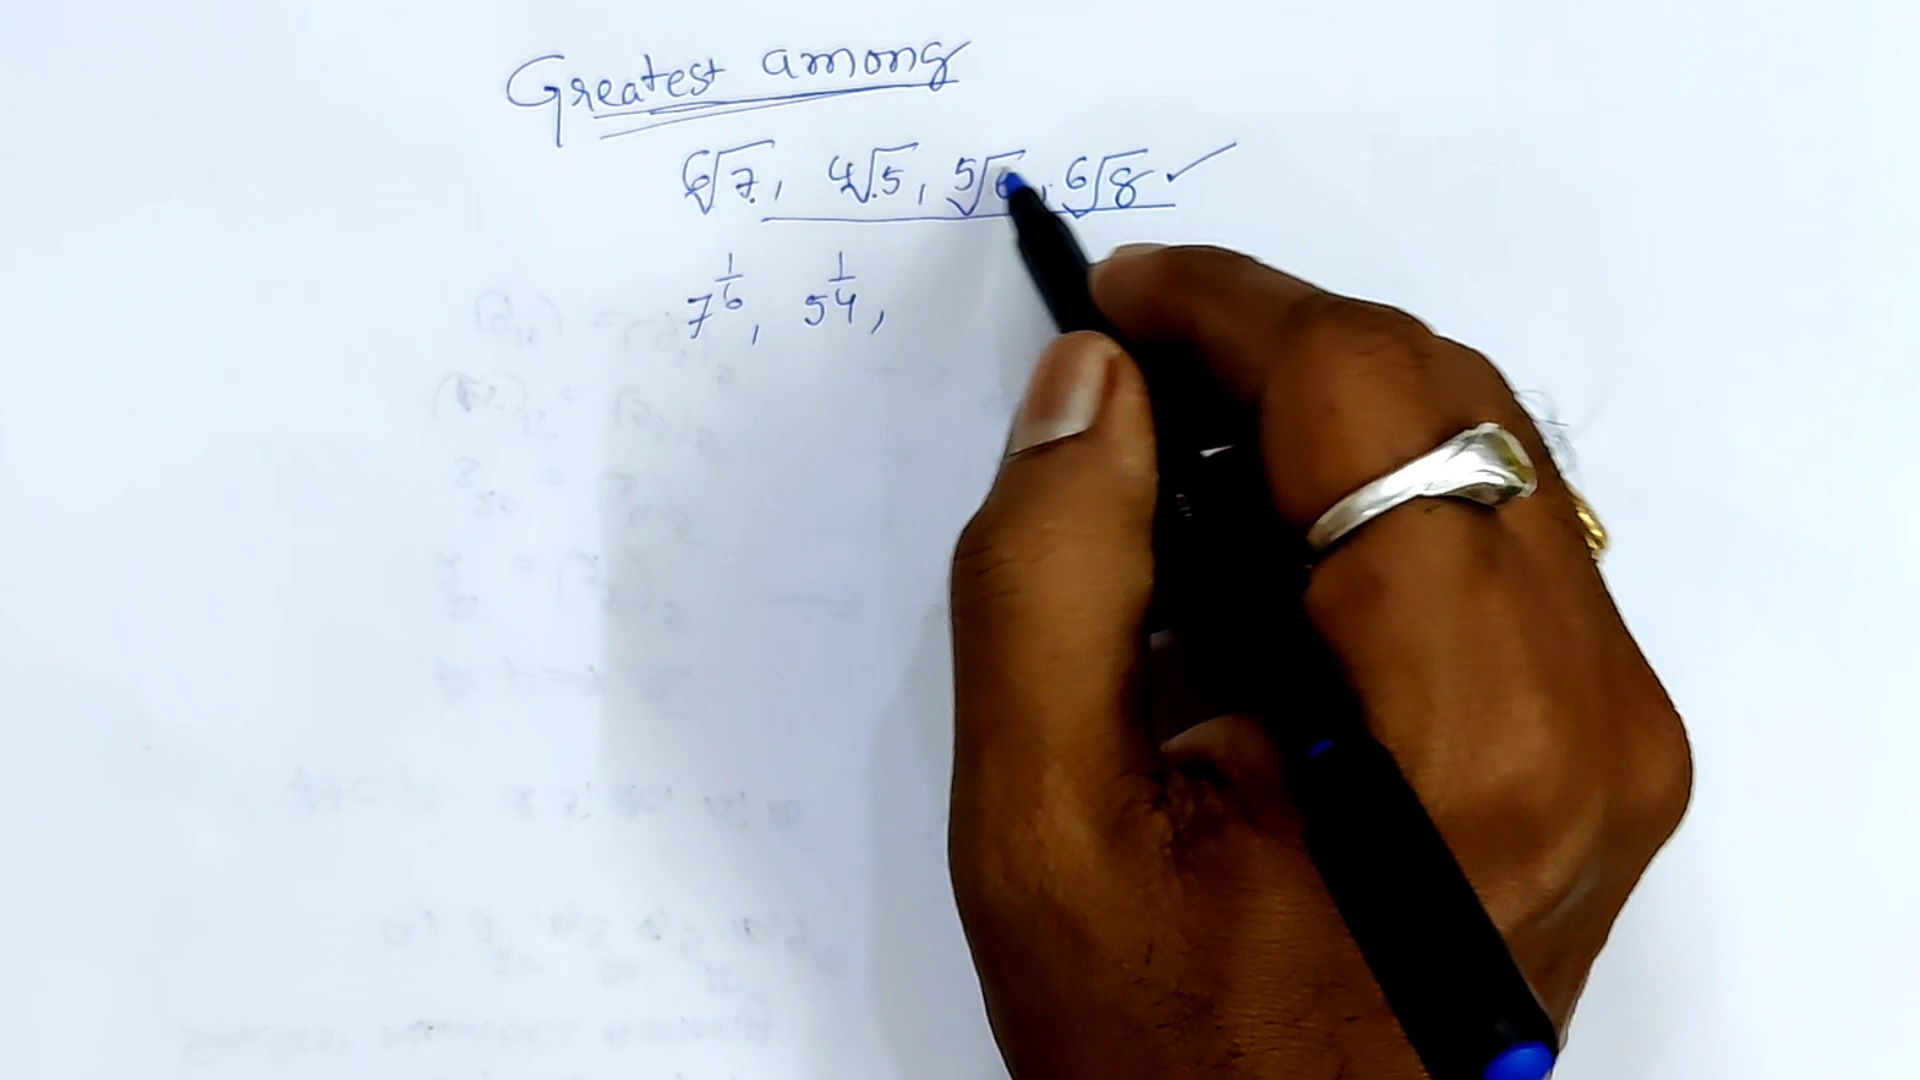 Greatest among
⁶√7, ⁴√5, ⁵√6, ⁶√8 ✓
7^(1/6), 5^(1/4),